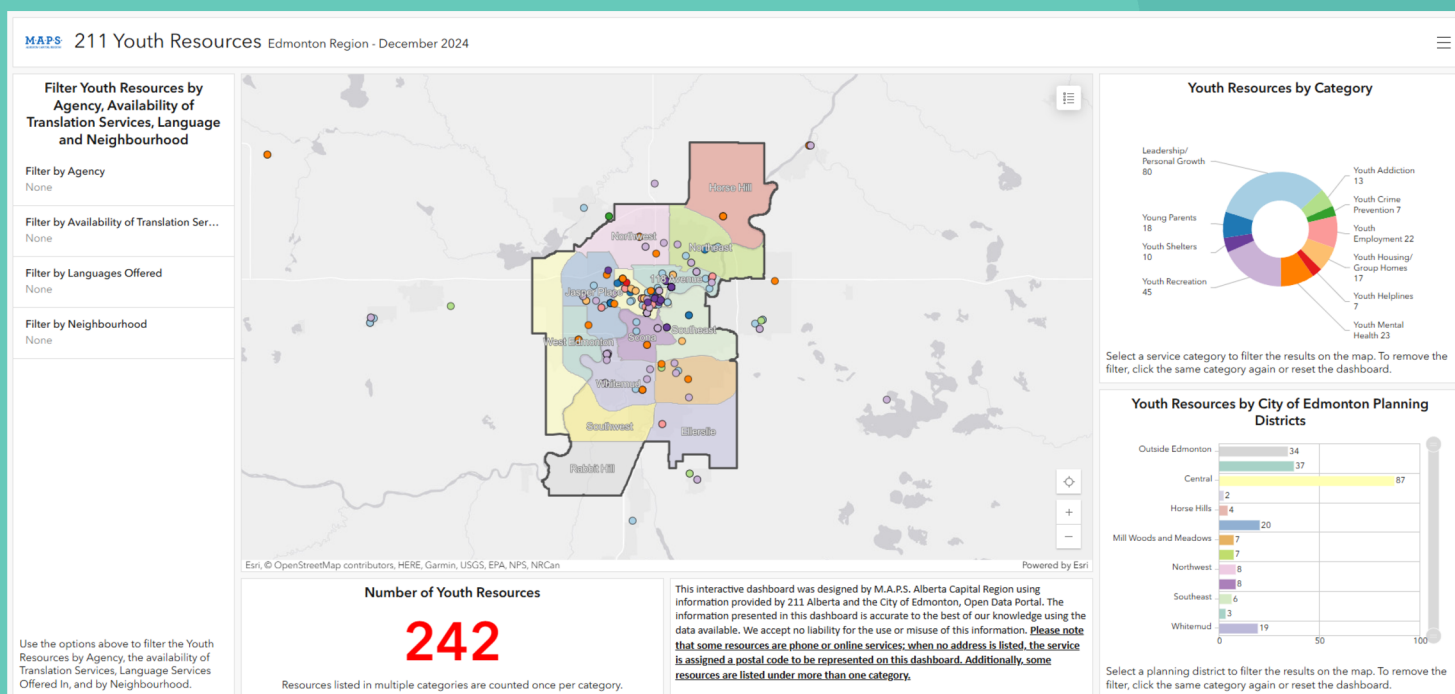 M·A·P·S 211 Youth Resources Edmonton Region - December 2024
Filter Youth Resources by
Agency, Availability of
Translation Services, Language
and Neighbourhood
Filter by Agency
None
Filter by Availability of Translation Ser...
None
Filter by Languages Offered
None
Filter by Neighbourhood
None
Use the options above to filter the Youth
Resources by Agency, the availability of
Translation Services, Language Services
Offered In, and by Neighbourhood.
Horse Hill
Northwest
Northeast
118 Avenue
Jasper Place
Southeast
Scona
West Edmonton
Whitemud
Southwest
Ellerslie
Rabbit Hill
+
−
Esri, © OpenStreetMap contributors, HERE, Garmin, USGS, EPA, NPS, NRCan
Powered by Esri
Number of Youth Resources
242
Resources listed in multiple categories are counted once per category.
This interactive dashboard was designed by M.A.P.S. Alberta Capital Region using
information provided by 211 Alberta and the City of Edmonton, Open Data Portal. The
information presented in this dashboard is accurate to the best of our knowledge using the
data available. We accept no liability for the use or misuse of this information. Please note
that some resources are phone or online services; when no address is listed, the service
is assigned a postal code to be represented on this dashboard. Additionally, some
resources are listed under more than one category.
Youth Resources by Category
Leadership/
Personal Growth
80
Young Parents
18
Youth Shelters
10
Youth Recreation
45
Youth Addiction
13
Youth Crime
Prevention 7
Youth
Employment 22
Youth Housing/
Group Homes
17
Youth Helplines
7
Youth Mental
Health 23
Select a service category to filter the results on the map. To remove the
filter, click the same category again or reset the dashboard.
Youth Resources by City of Edmonton Planning
Districts
Outside Edmonton 34
37
Central 87
2
Horse Hills 4
20
Mill Woods and Meadows 7
7
Northwest 8
8
Southeast 6
3
Whitemud 19
0 50 100
Select a planning district to filter the results on the map. To remove the
filter, click the same category again or reset the dashboard.